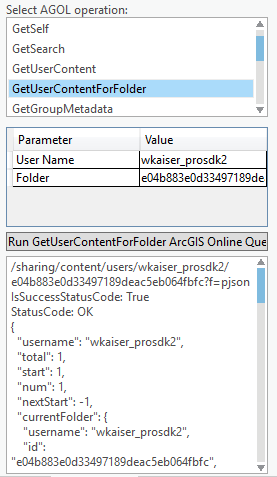 Select AGOL operation:
GetSelf
GetSearch
GetUserContent
GetUserContentForFolder
GetGroupMetadata
Parameter Value
User Name wkaiser_prosdk2
Folder e04b883e0d33497189de
Run GetUserContentForFolder ArcGIS Online Que
/sharing/content/users/wkaiser_prosdk2/
e04b883e0d33497189deac5eb064fbfc?f=pjson
IsSuccessStatusCode: True
StatusCode: OK
{
"username": "wkaiser_prosdk2",
"total": 1,
"start": 1,
"num": 1,
"nextStart": -1,
"currentFolder": {
"username": "wkaiser_prosdk2",
"id":
"e04b883e0d33497189deac5eb064fbfc",